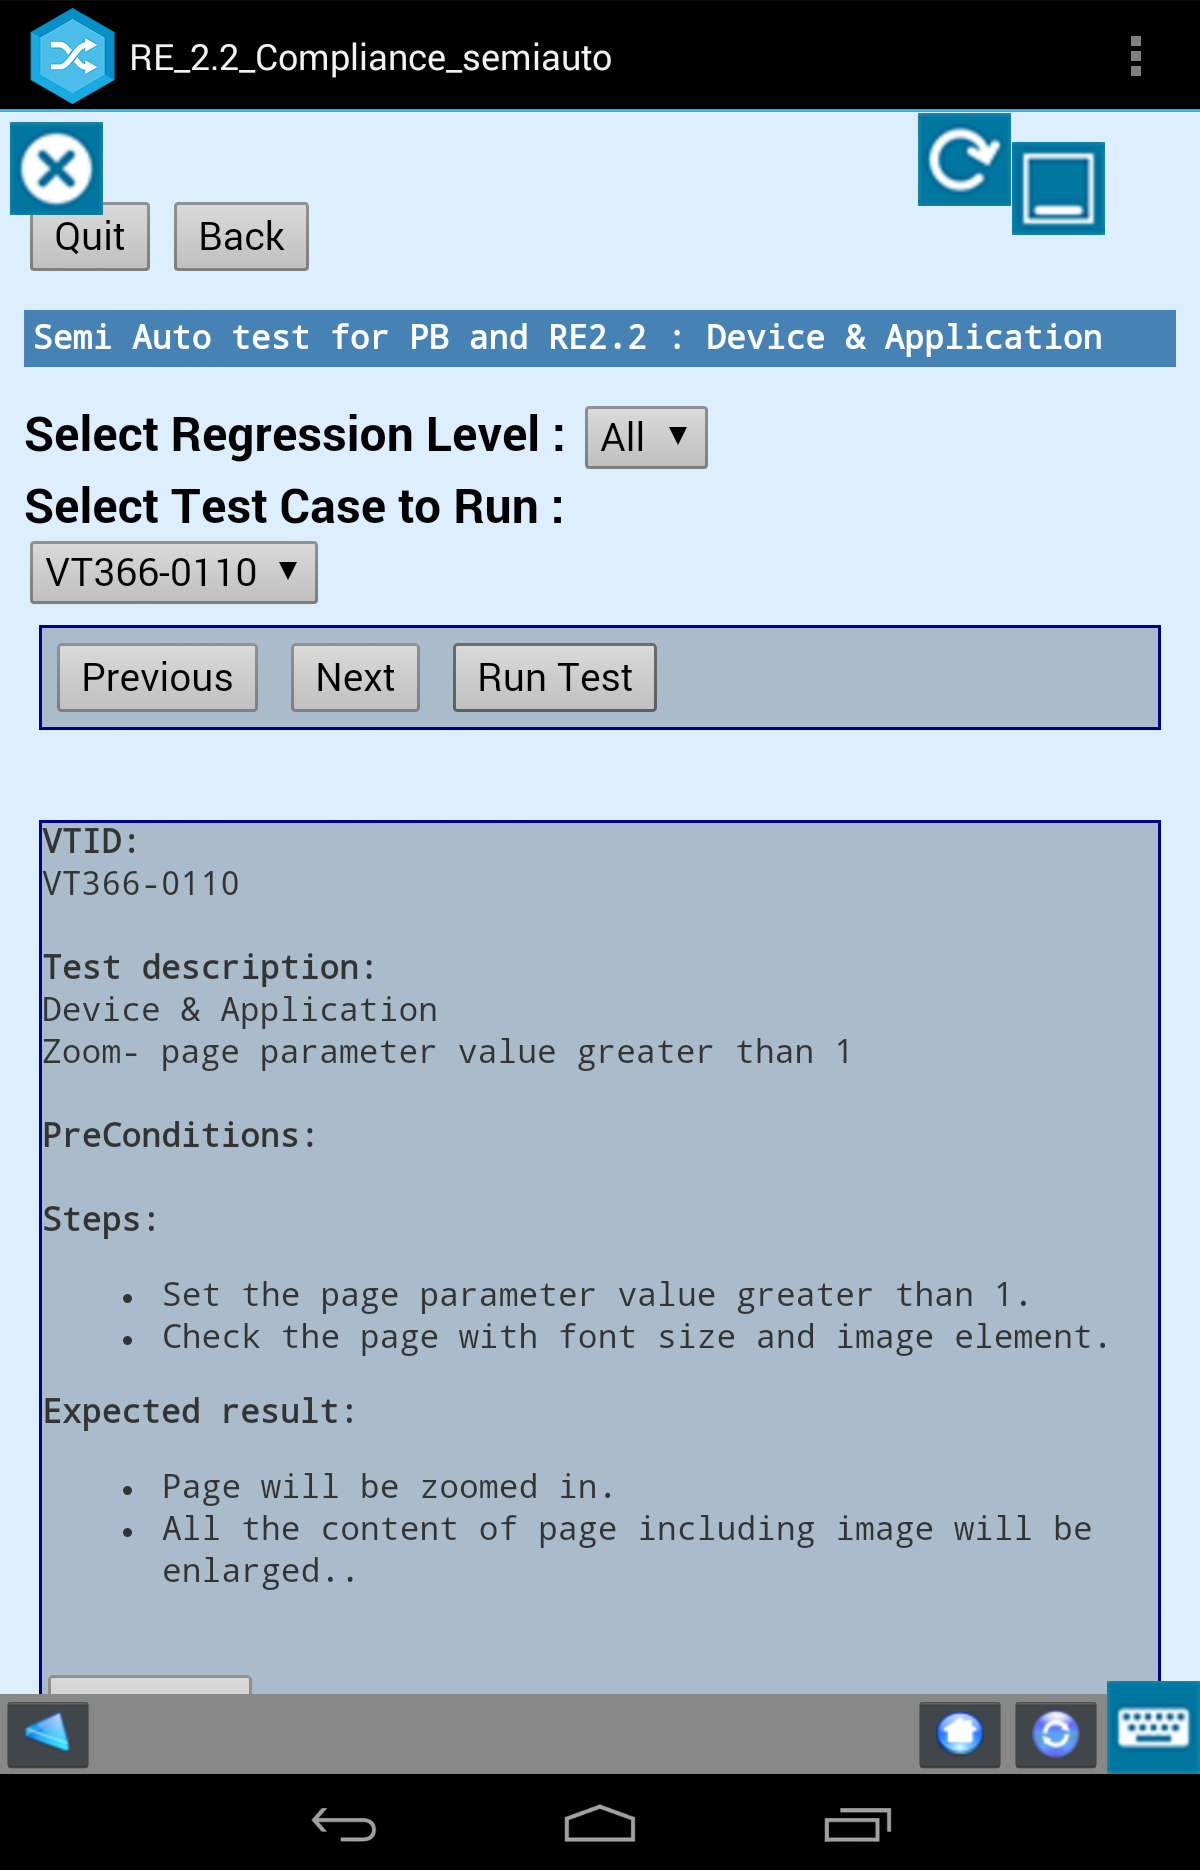 RE_2.2_Compliance_semiauto
Quit Back
Semi Auto test for PB and RE2.2 : Device & Application
Select Regression Level : All
Select Test Case to Run :
VT366-0110
Previous Next Run Test
VTID:
VT366-0110
Test description:
Device & Application
Zoom- page parameter value greater than 1
PreConditions:
Steps:
• Set the page parameter value greater than 1.
• Check the page with font size and image element.
Expected result:
• Page will be zoomed in.
• All the content of page including image will be
enlarged..